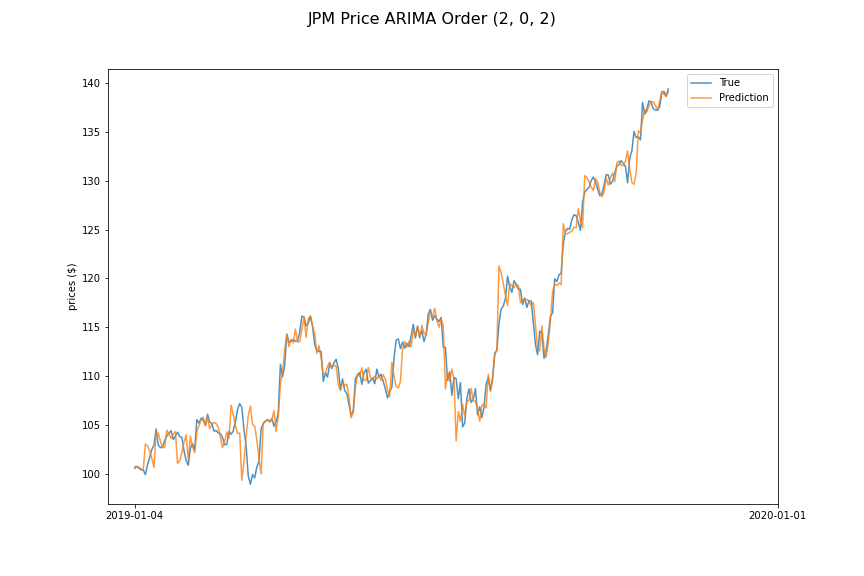 JPM Price ARIMA Order (2, 0, 2)
True
Prediction
prices ($)
140
135
130
125
120
115
110
105
100
2019-01-04
2020-01-01